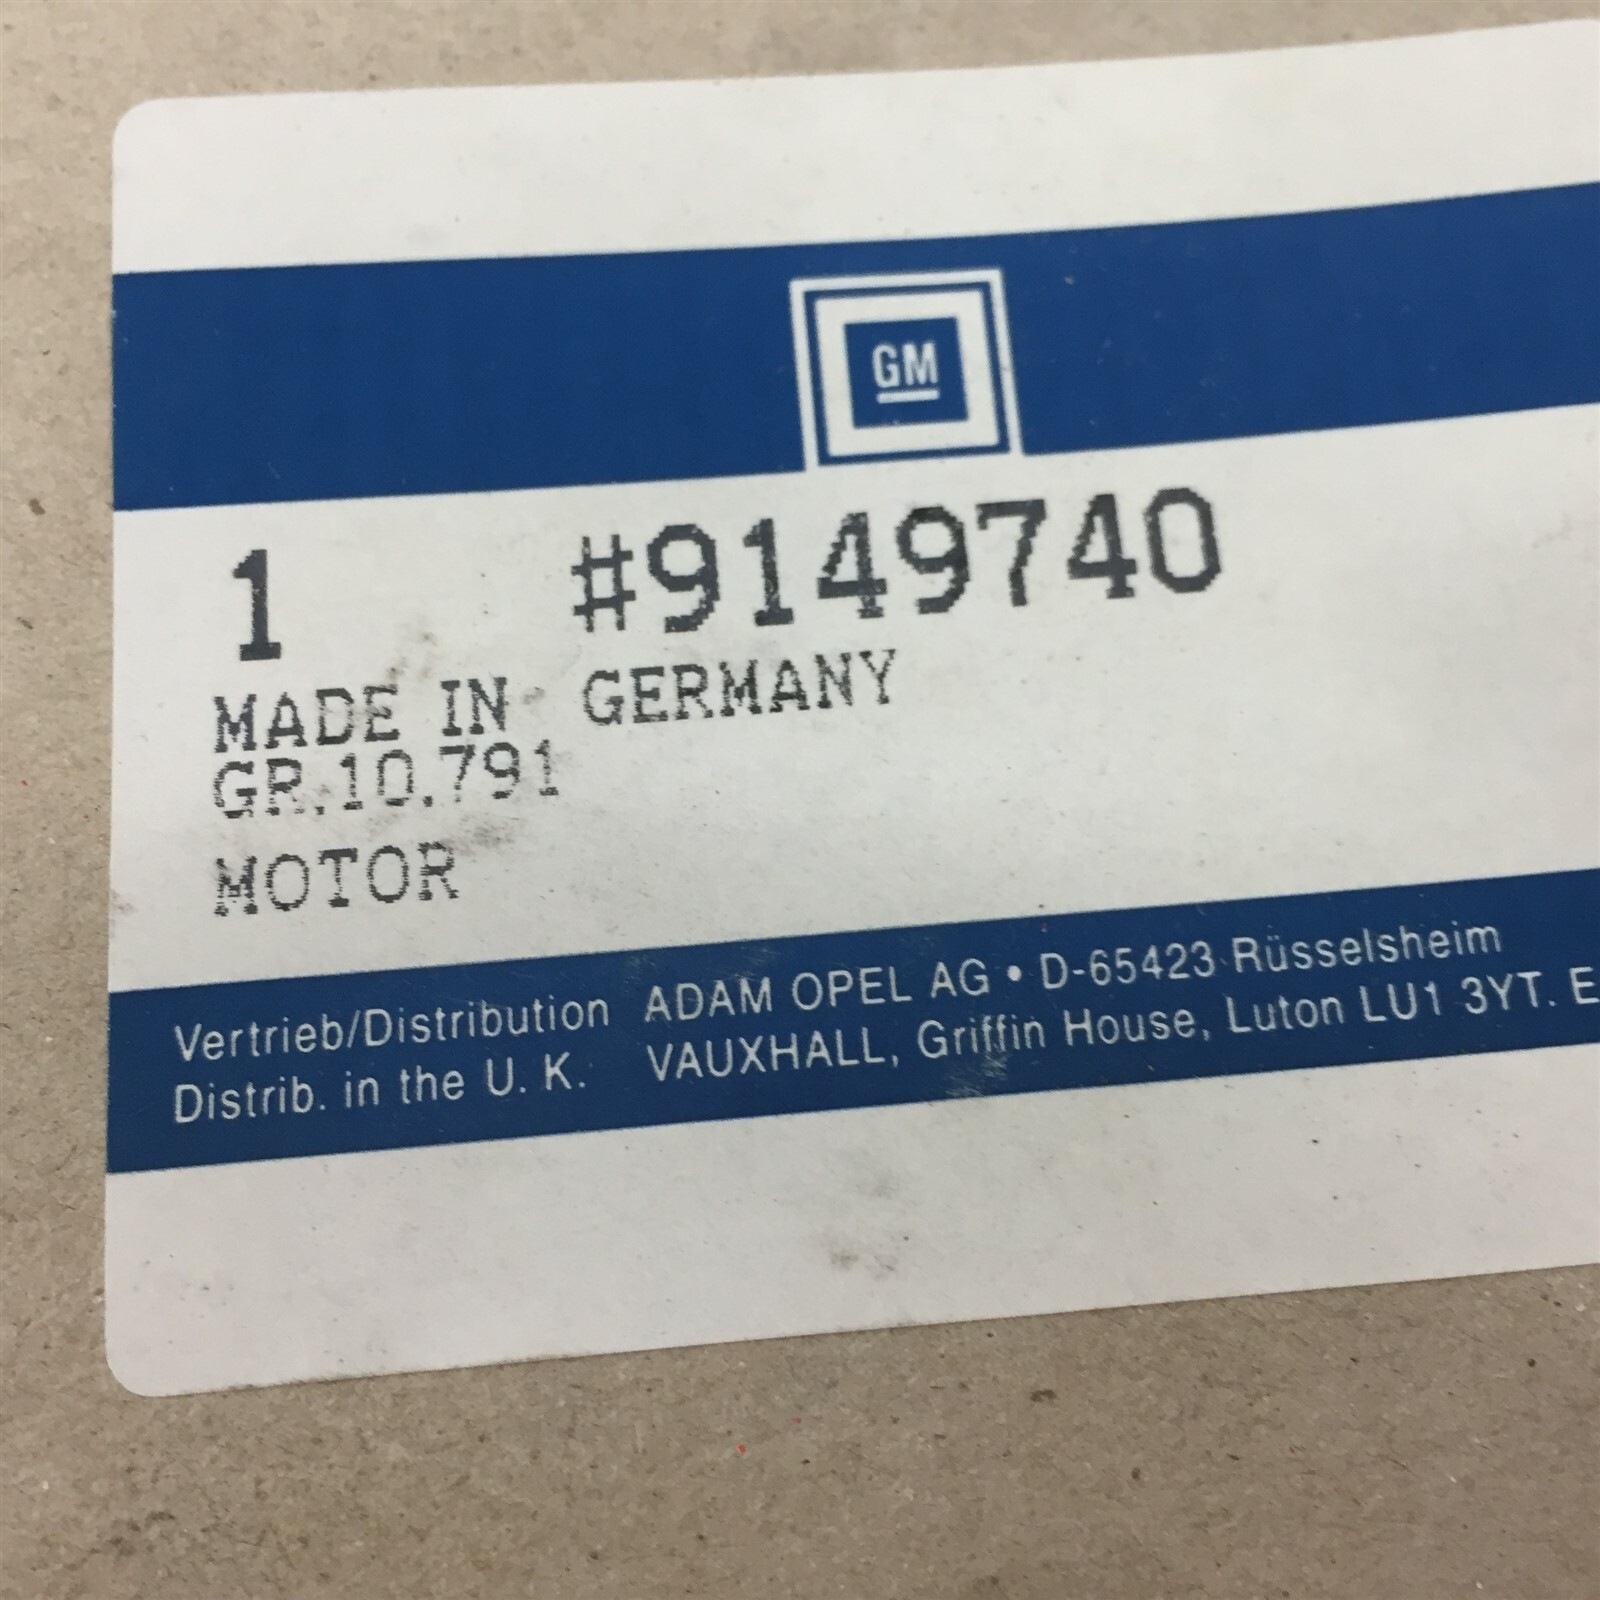 GM
1 #9149740
MADE IN GERMANY
GR.10.791
MOTOR
Vertrieb/Distribution ADAM OPEL AG • D-65423 Rüsselsheim
Distrib. in the U. K. VAUXHALL, Griffin House, Luton LU1 3YT. E